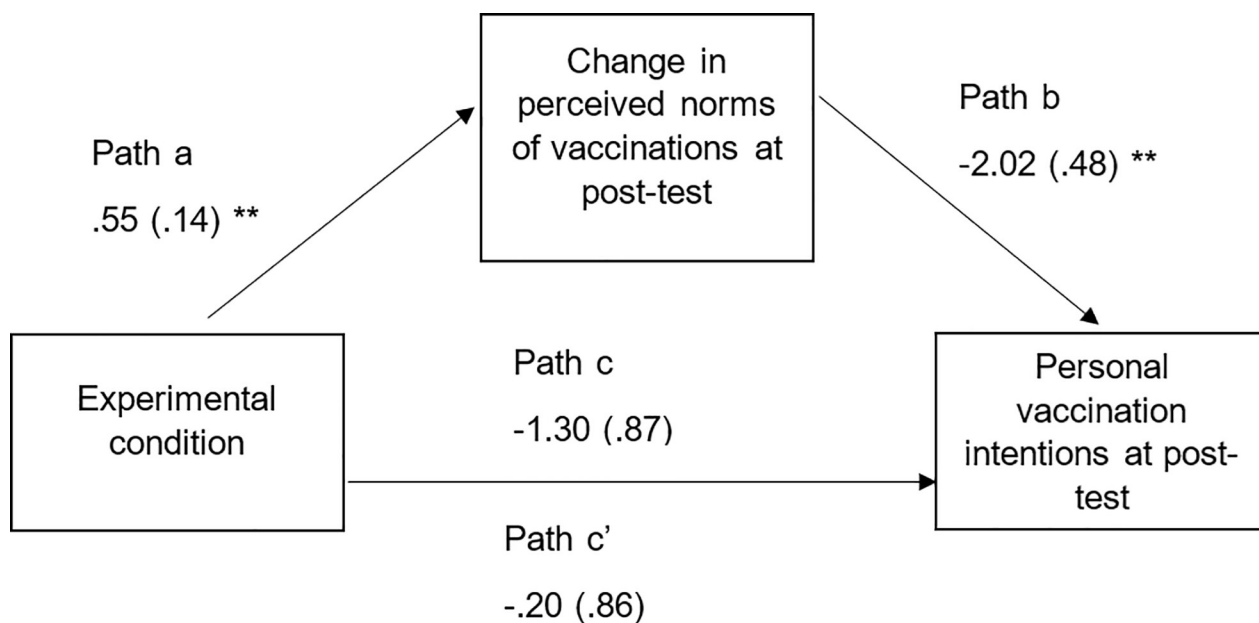 Change in
perceived norms
of vaccinations at
post-test
Path a
.55 (.14) **
Path b
-2.02 (.48) **
Experimental
condition
Path c
-1.30 (.87)
Path c’
-.20 (.86)
Personal
vaccination
intentions at post-
test